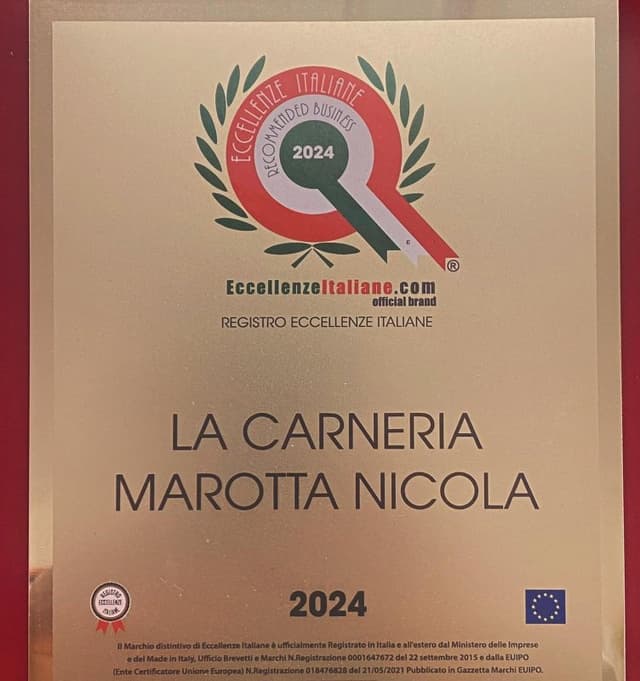 ECCELLENZE ITALIANE
RECOMMENDED BUSINESS
2024
c
®
EccellenzeItaliane.com
official brand
REGISTRO ECCELLENZE ITALIANE
LA CARNERIA
MAROTTA NICOLA
REGISTRO
ECCELLENZE
ITALIANE
2024
Il Marchio distintivo di Eccellenze Italiane è ufficialmente Registrato in Italia e all'estero dal Ministero delle Imprese
e del Made in Italy, Ufficio Brevetti e Marchi N.Registrazione 0001647672 del 22 settembre 2015 e dalla EUIPO
(Ente Certificatore Unione Europea) N.Registrazione 018476828 del 21/05/2021 Pubblicato in Gazzetta Marchi EUIPO.